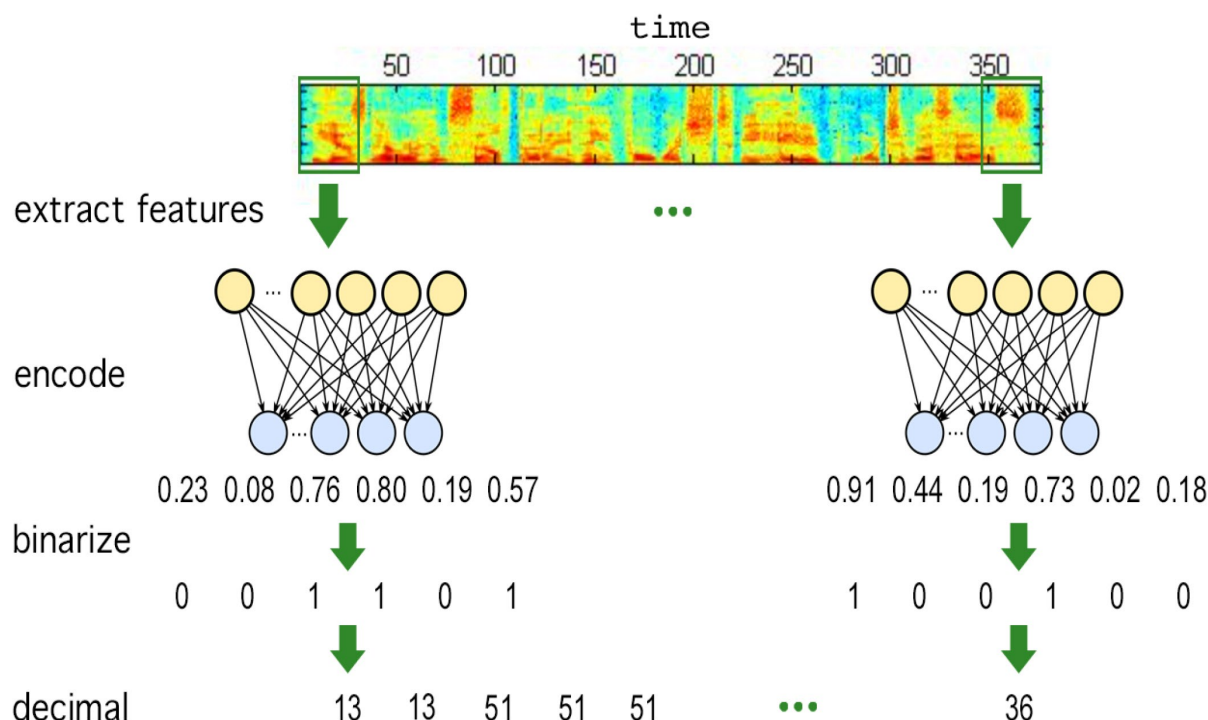 time
50 100 150 200 250 300 350
extract features ...
... ...
encode
... ...
0.23 0.08 0.76 0.80 0.19 0.57 0.91 0.44 0.19 0.73 0.02 0.18
binarize
0 0 1 1 0 1 1 0 0 1 0 0
decimal 13 13 51 51 51 ... 36